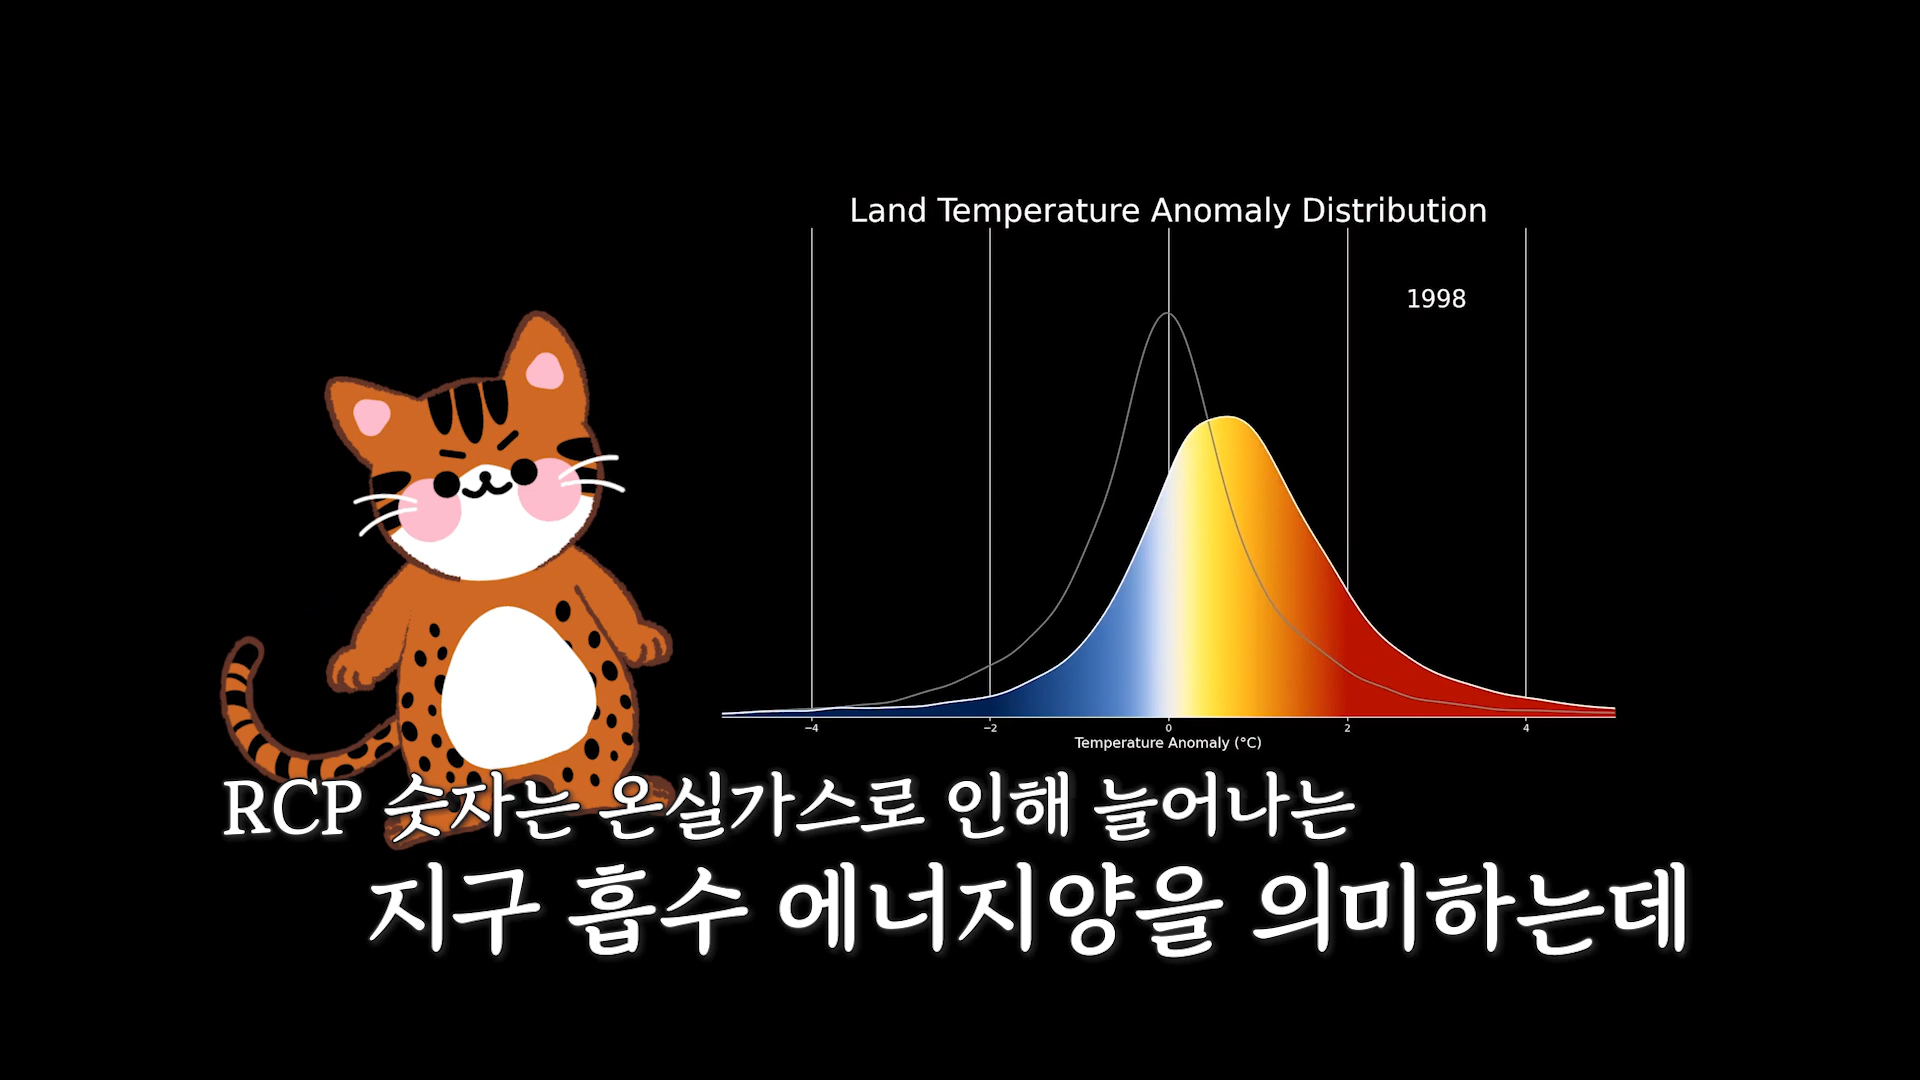 Land Temperature Anomaly Distribution
1998
−4 −2 0 2 4
Temperature Anomaly (°C)
RCP 숫자는 온실가스로 인해 늘어나는
지구 흡수 에너지양을 의미하는데